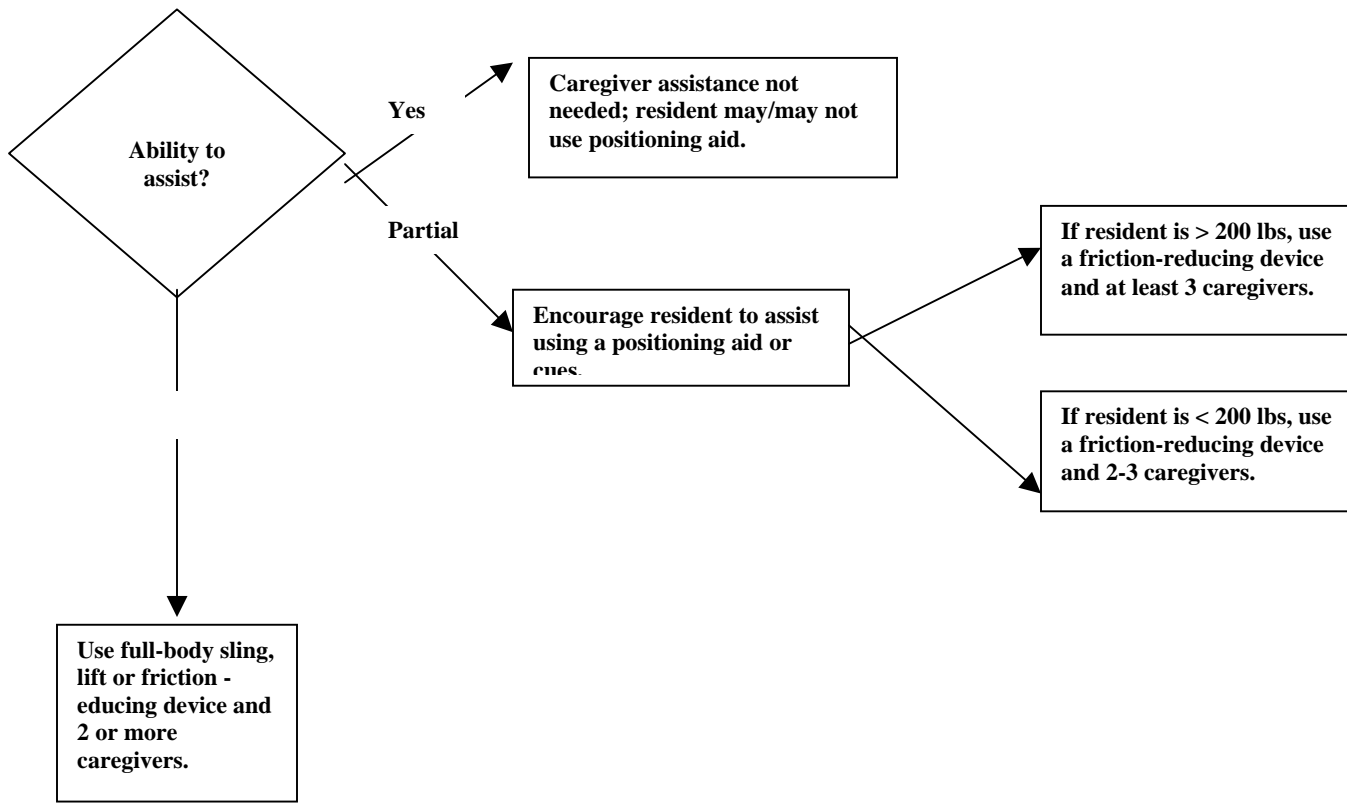 Ability to
assist?
Yes
Caregiver assistance not
needed; resident may/may not
use positioning aid.
Partial
Encourage resident to assist
using a positioning aid or
cues.
If resident is > 200 lbs, use
a friction-reducing device
and at least 3 caregivers.
If resident is < 200 lbs, use
a friction-reducing device
and 2-3 caregivers.
Use full-body sling,
lift or friction -
educing device and
2 or more
caregivers.